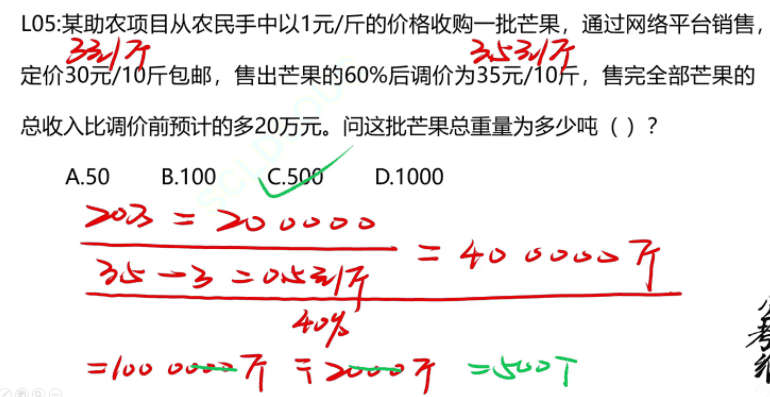 L05:某助农项目从农民手中以1元/斤的价格收购一批芒果，通过网络平台销售，
3元/斤 3.5元/斤
定价30元/10斤包邮，售出芒果的60%后调价为35元/10斤，售完全部芒果的
总收入比调价前预计的多20万元。问这批芒果总重量为多少吨（ ）？
A.50 B.100 C.500 D.1000
20万 = 200000
3.5 - 3 = 0.5元/斤 = 400000斤
40%
= 1000000斤 ÷ 2000斤 = 500T